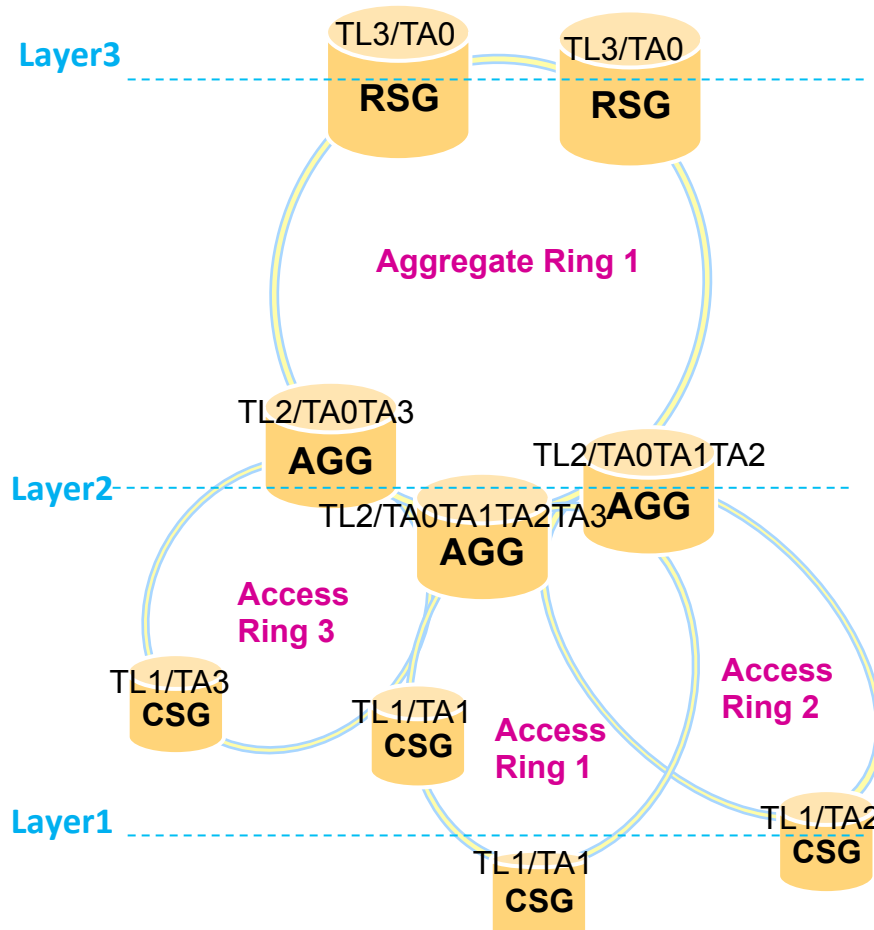 TL3/TA0
TL3/TA0
Layer3
RSG
RSG
Aggregate Ring 1
TL2/TA0TA3
AGG
TL2/TA0TA1TA2
Layer2
AGG
TL2/TA0TA1TA2TA3
AGG
Access
Ring 3
TL1/TA3
CSG
TL1/TA1
CSG
Access
Ring 2
Access
Ring 1
Layer1
TL1/TA2
CSG
TL1/TA1
CSG